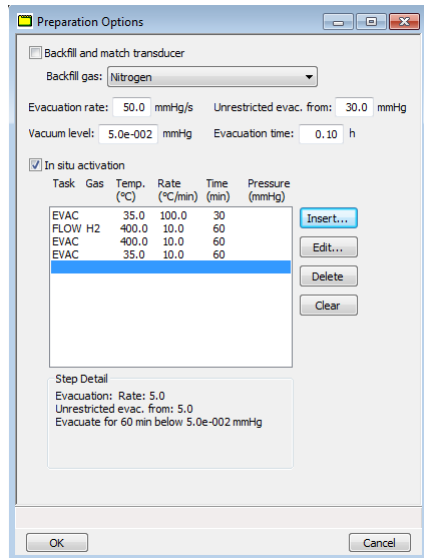 Preparation Options
Backfill and match transducer
Backfill gas: Nitrogen
Evacuation rate: 50.0 mmHg/s Unrestricted evac. from: 30.0 mmHg
Vacuum level: 5.0e-002 mmHg Evacuation time: 0.10 h
In situ activation
Task Gas Temp. Rate Time Pressure
(°C) (°C/min) (min) (mmHg)
EVAC 35.0 100.0 30
Insert...
FLOW H2 400.0 10.0 60
EVAC 400.0 10.0 60
Edit...
EVAC 35.0 10.0 60
Delete
Clear
Step Detail
Evacuation: Rate: 5.0
Unrestricted evac. from: 5.0
Evacuate for 60 min below 5.0e-002 mmHg
OK Cancel